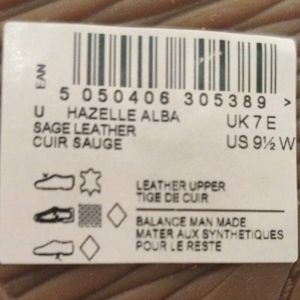 EAN
5 050406 305389 >
U HAZELLE ALBA UK 7 E
SAGE LEATHER
CUIR SAUGE US 9½ W
LEATHER UPPER
TIGE DE CUIR
BALANCE MAN MADE
MATER AUX SYNTHETIQUES
POUR LE RESTE